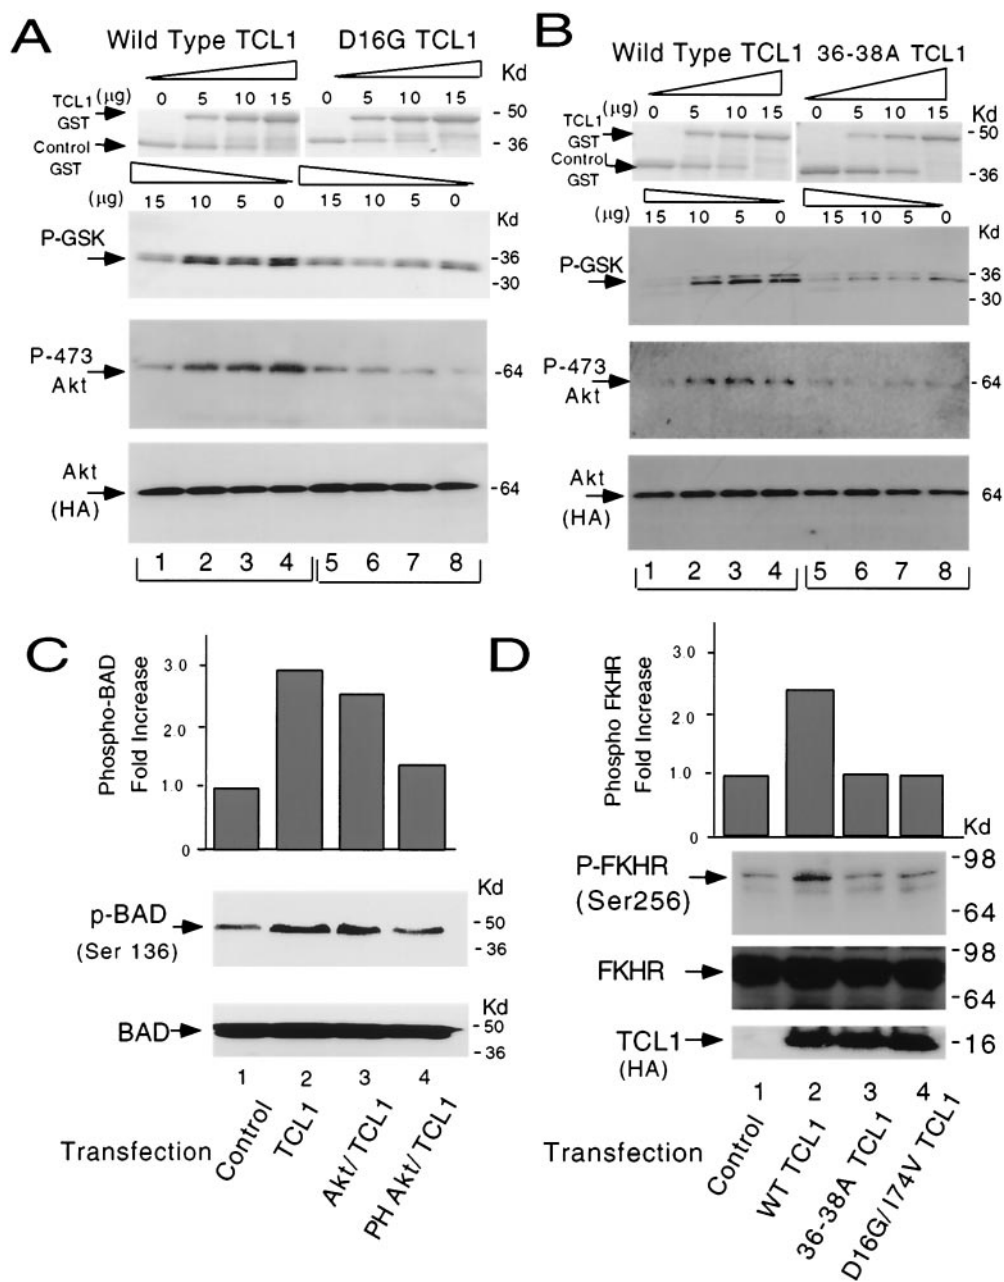 A
Wild Type TCL1 D16G TCL1
Kd
TCL1 (µg) 0 5 10 15 0 5 10 15
GST
- 50
Control
GST
- 36
(µg) 15 10 5 0 15 10 5 0
Kd
P-GSK
-36
-30
P-473
Akt
-64
Akt
(HA)
-64
1 2 3 4 5 6 7 8
B
Wild Type TCL1 36-38A TCL1
(µg) 0 5 10 15 0 5 10 15 Kd
TCL1
GST
- 50
Control
GST
-36
(µg) 15 10 5 0 15 10 5 0
Kd
P-GSK
- 36
30
P-473
Akt
- 64
Akt
(HA)
64
1 2 3 4 5 6 7 8
C
Phospho-BAD
Fold Increase
3.0
2.0
1.0
0
Kd
p-BAD
(Ser 136)
- 50
- 36
Kd
BAD
- 50
- 36
1 2 3 4
Transfection
Control
TCL1
Akt/TCL1
PH Akt/TCL1
D
Phospho FKHR
Fold Increase
3.0
2.0
1.0
0
Kd
P-FKHR
(Ser256)
-98
-64
FKHR
-98
-64
TCL1
(HA)
-16
1 2 3 4
Transfection
Control
WT TCL1
36-38A TCL1
D16G/I74V TCL1